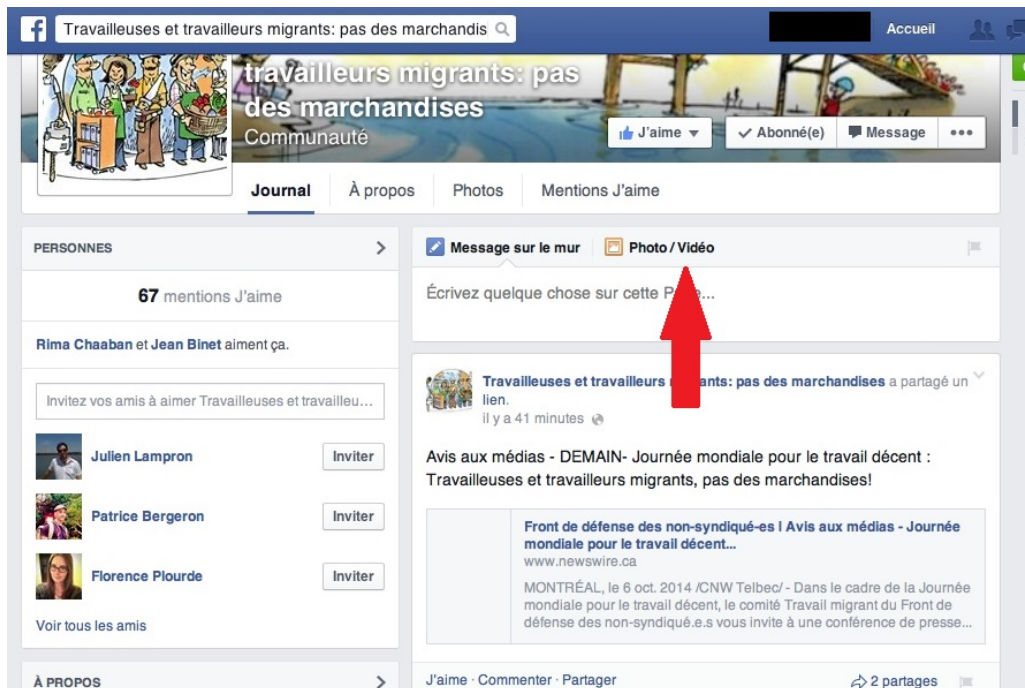 Travailleuses et travailleurs migrants: pas des marchandis
Accueil
travailleurs migrants: pas
des marchandises
Communauté
J'aime
Abonné(e)
Message
Journal
À propos
Photos
Mentions J'aime
PERSONNES
67 mentions J'aime
Rima Chaaban et Jean Binet aiment ça.
Invitez vos amis à aimer Travailleuses et travailleu...
Julien Lampron
Inviter
Patrice Bergeron
Inviter
Florence Plourde
Inviter
Voir tous les amis
À PROPOS
Message sur le mur
Photo / Vidéo
Écrivez quelque chose sur cette
Travailleuses et travailleurs pas des marchandises a partagé un
lien.
il y a 41 minutes
Avis aux médias - DEMAIN- Journée mondiale pour le travail décent :
Travailleuses et travailleurs migrants, pas des marchandises!
Front de défense des non-syndiqué-es | Avis aux médias - Journée
mondiale pour le travail décent...
www.newswire.ca
MONTRÉAL, le 6 oct. 2014 /CNW Telbec/ - Dans le cadre de la Journée
mondiale pour le travail décent, le comité Travail migrant du Front de
défense des non-syndiqué.e.s vous invite à une conférence de presse...
J'aime · Commenter · Partager
2 partages